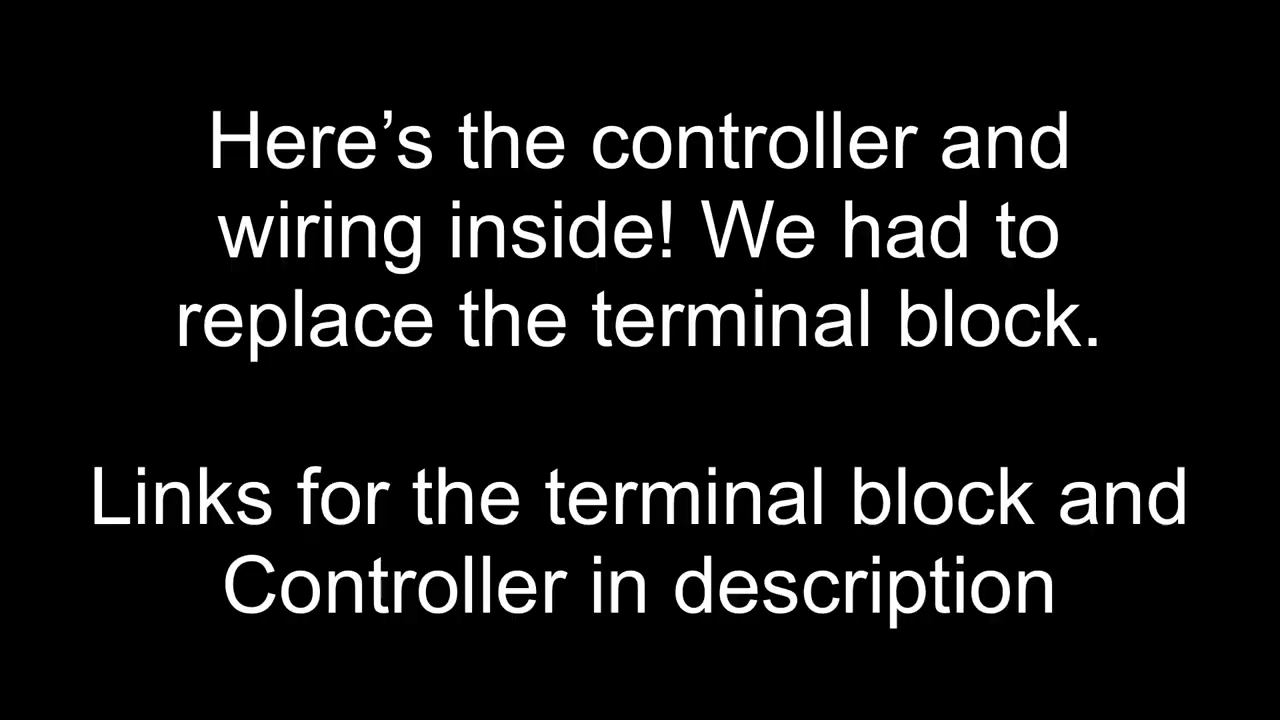 Here’s the controller and
wiring inside! We had to
replace the terminal block.
Links for the terminal block and
Controller in description